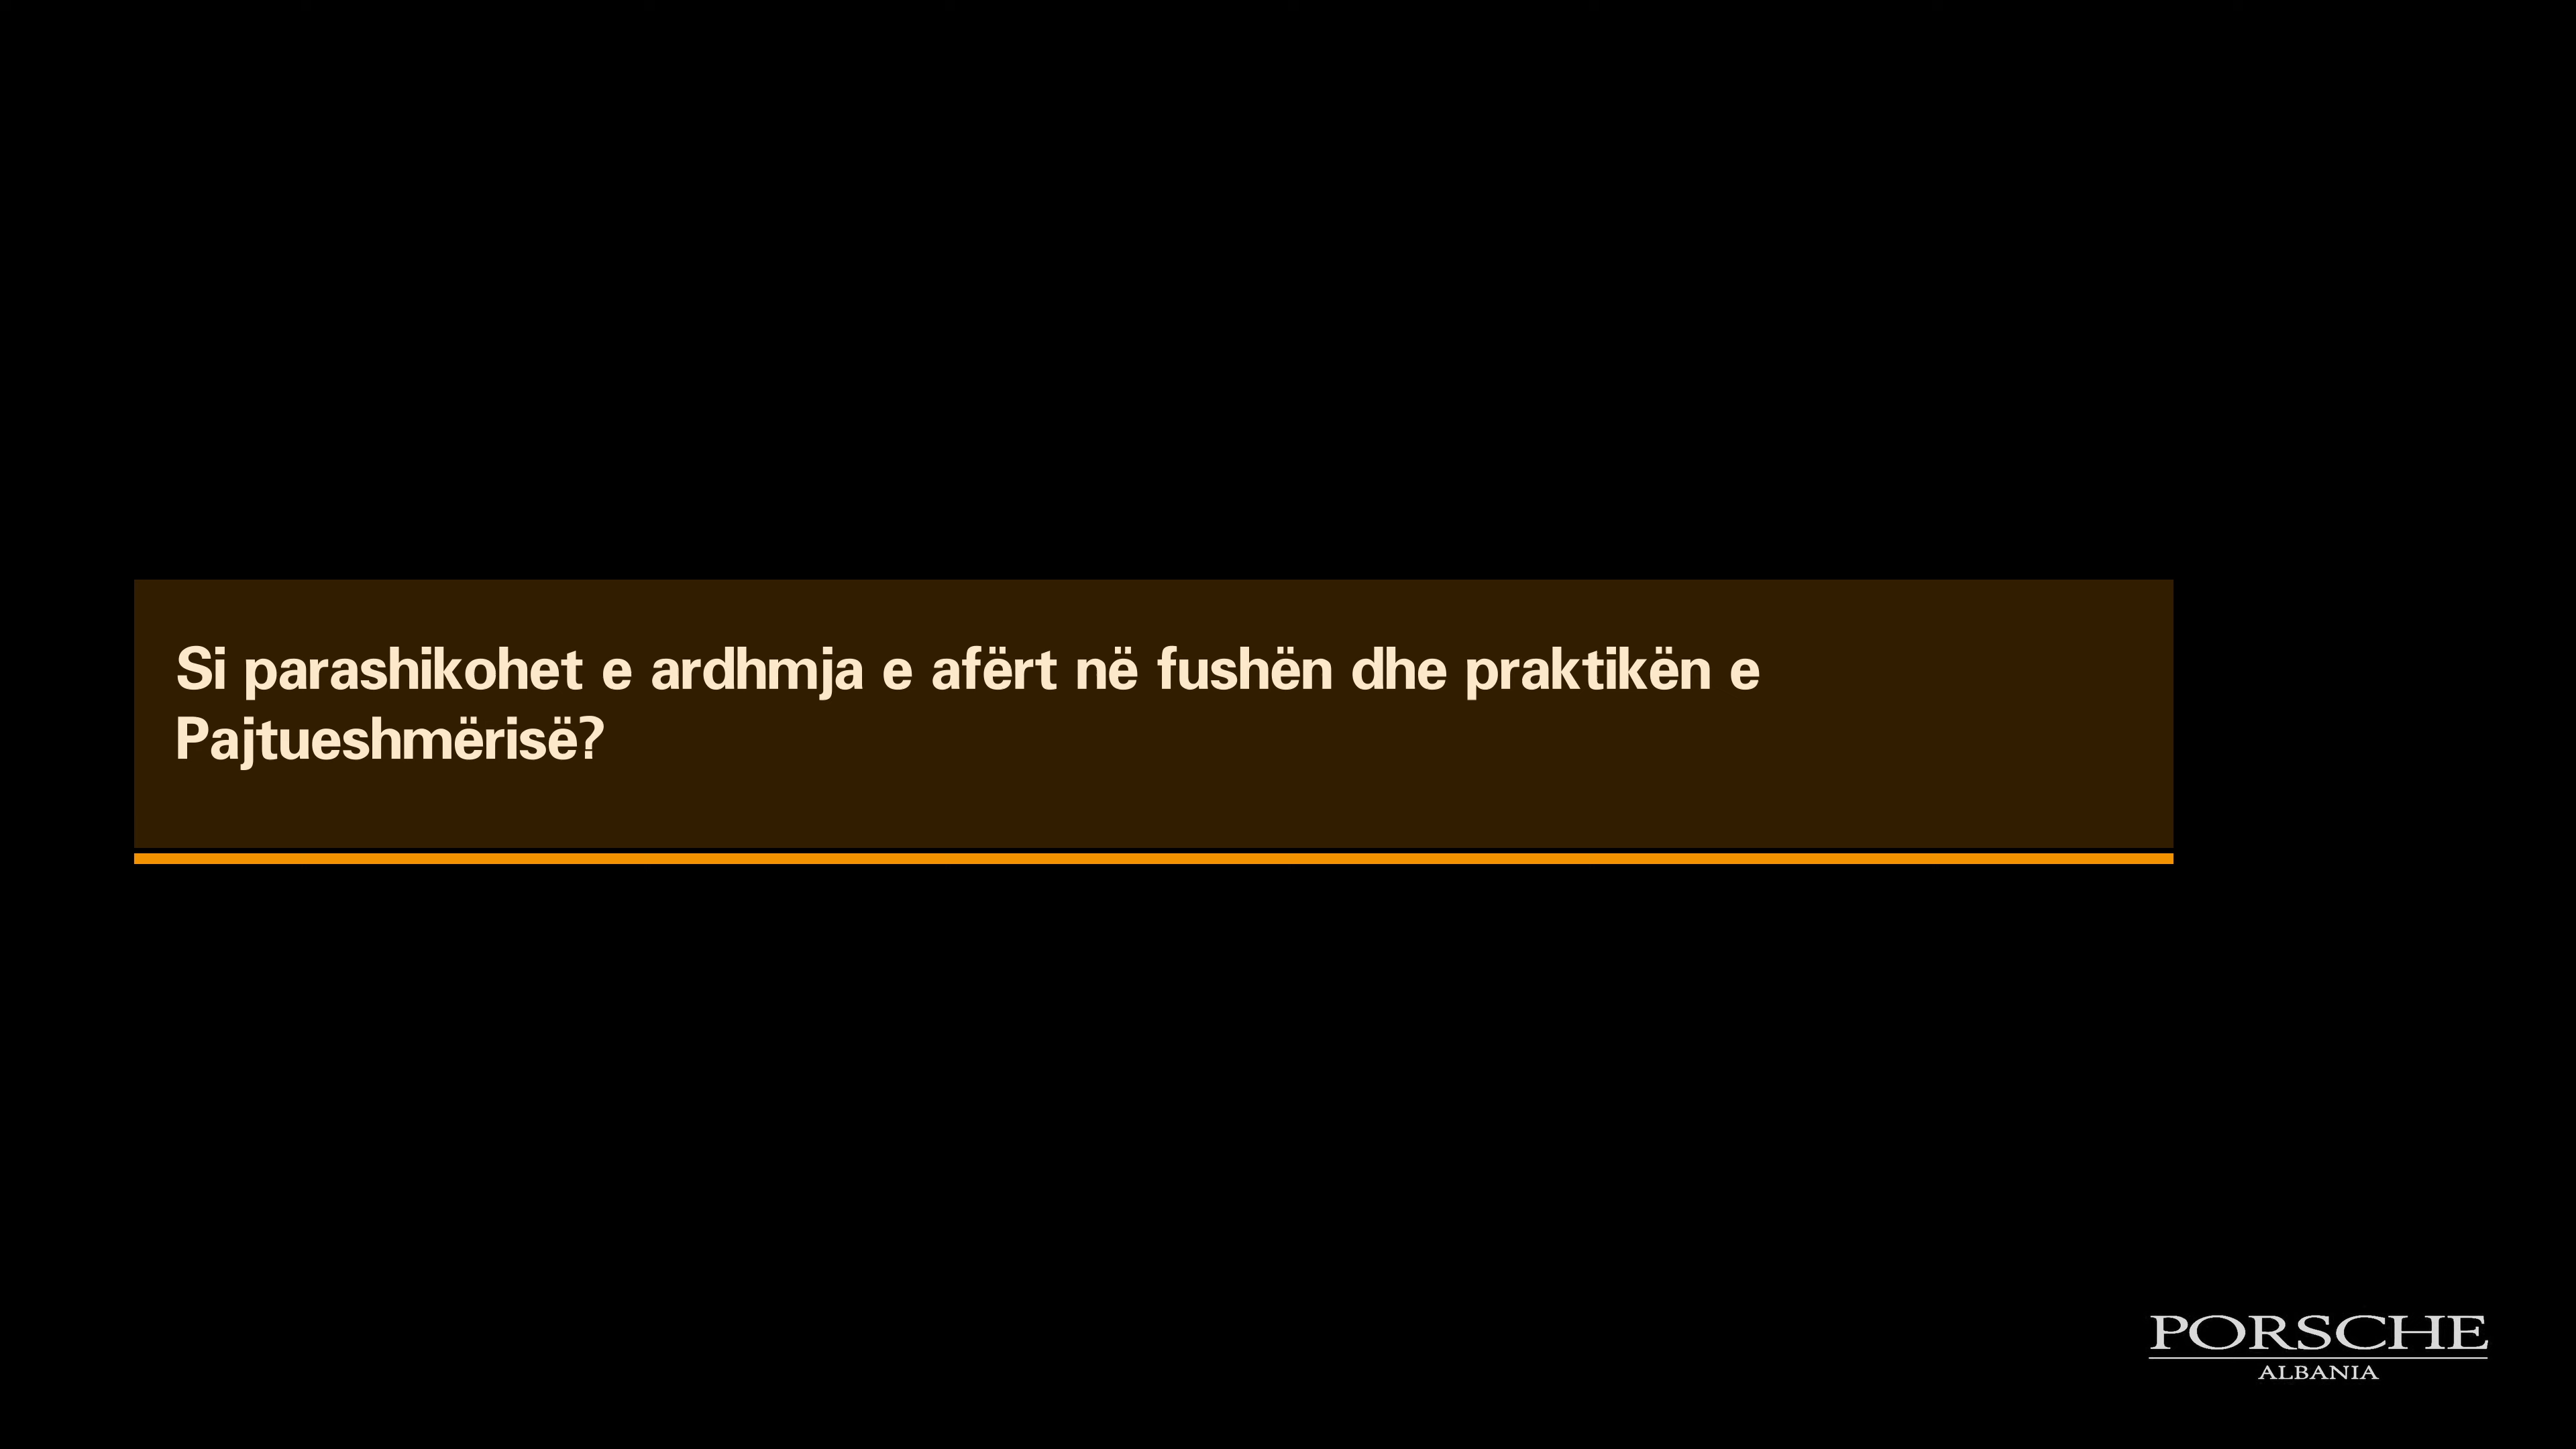 Si parashikohet e ardhmja e afërt në fushën dhe praktikën e
Pajtueshmërisë?
PORSCHE
ALBANIA